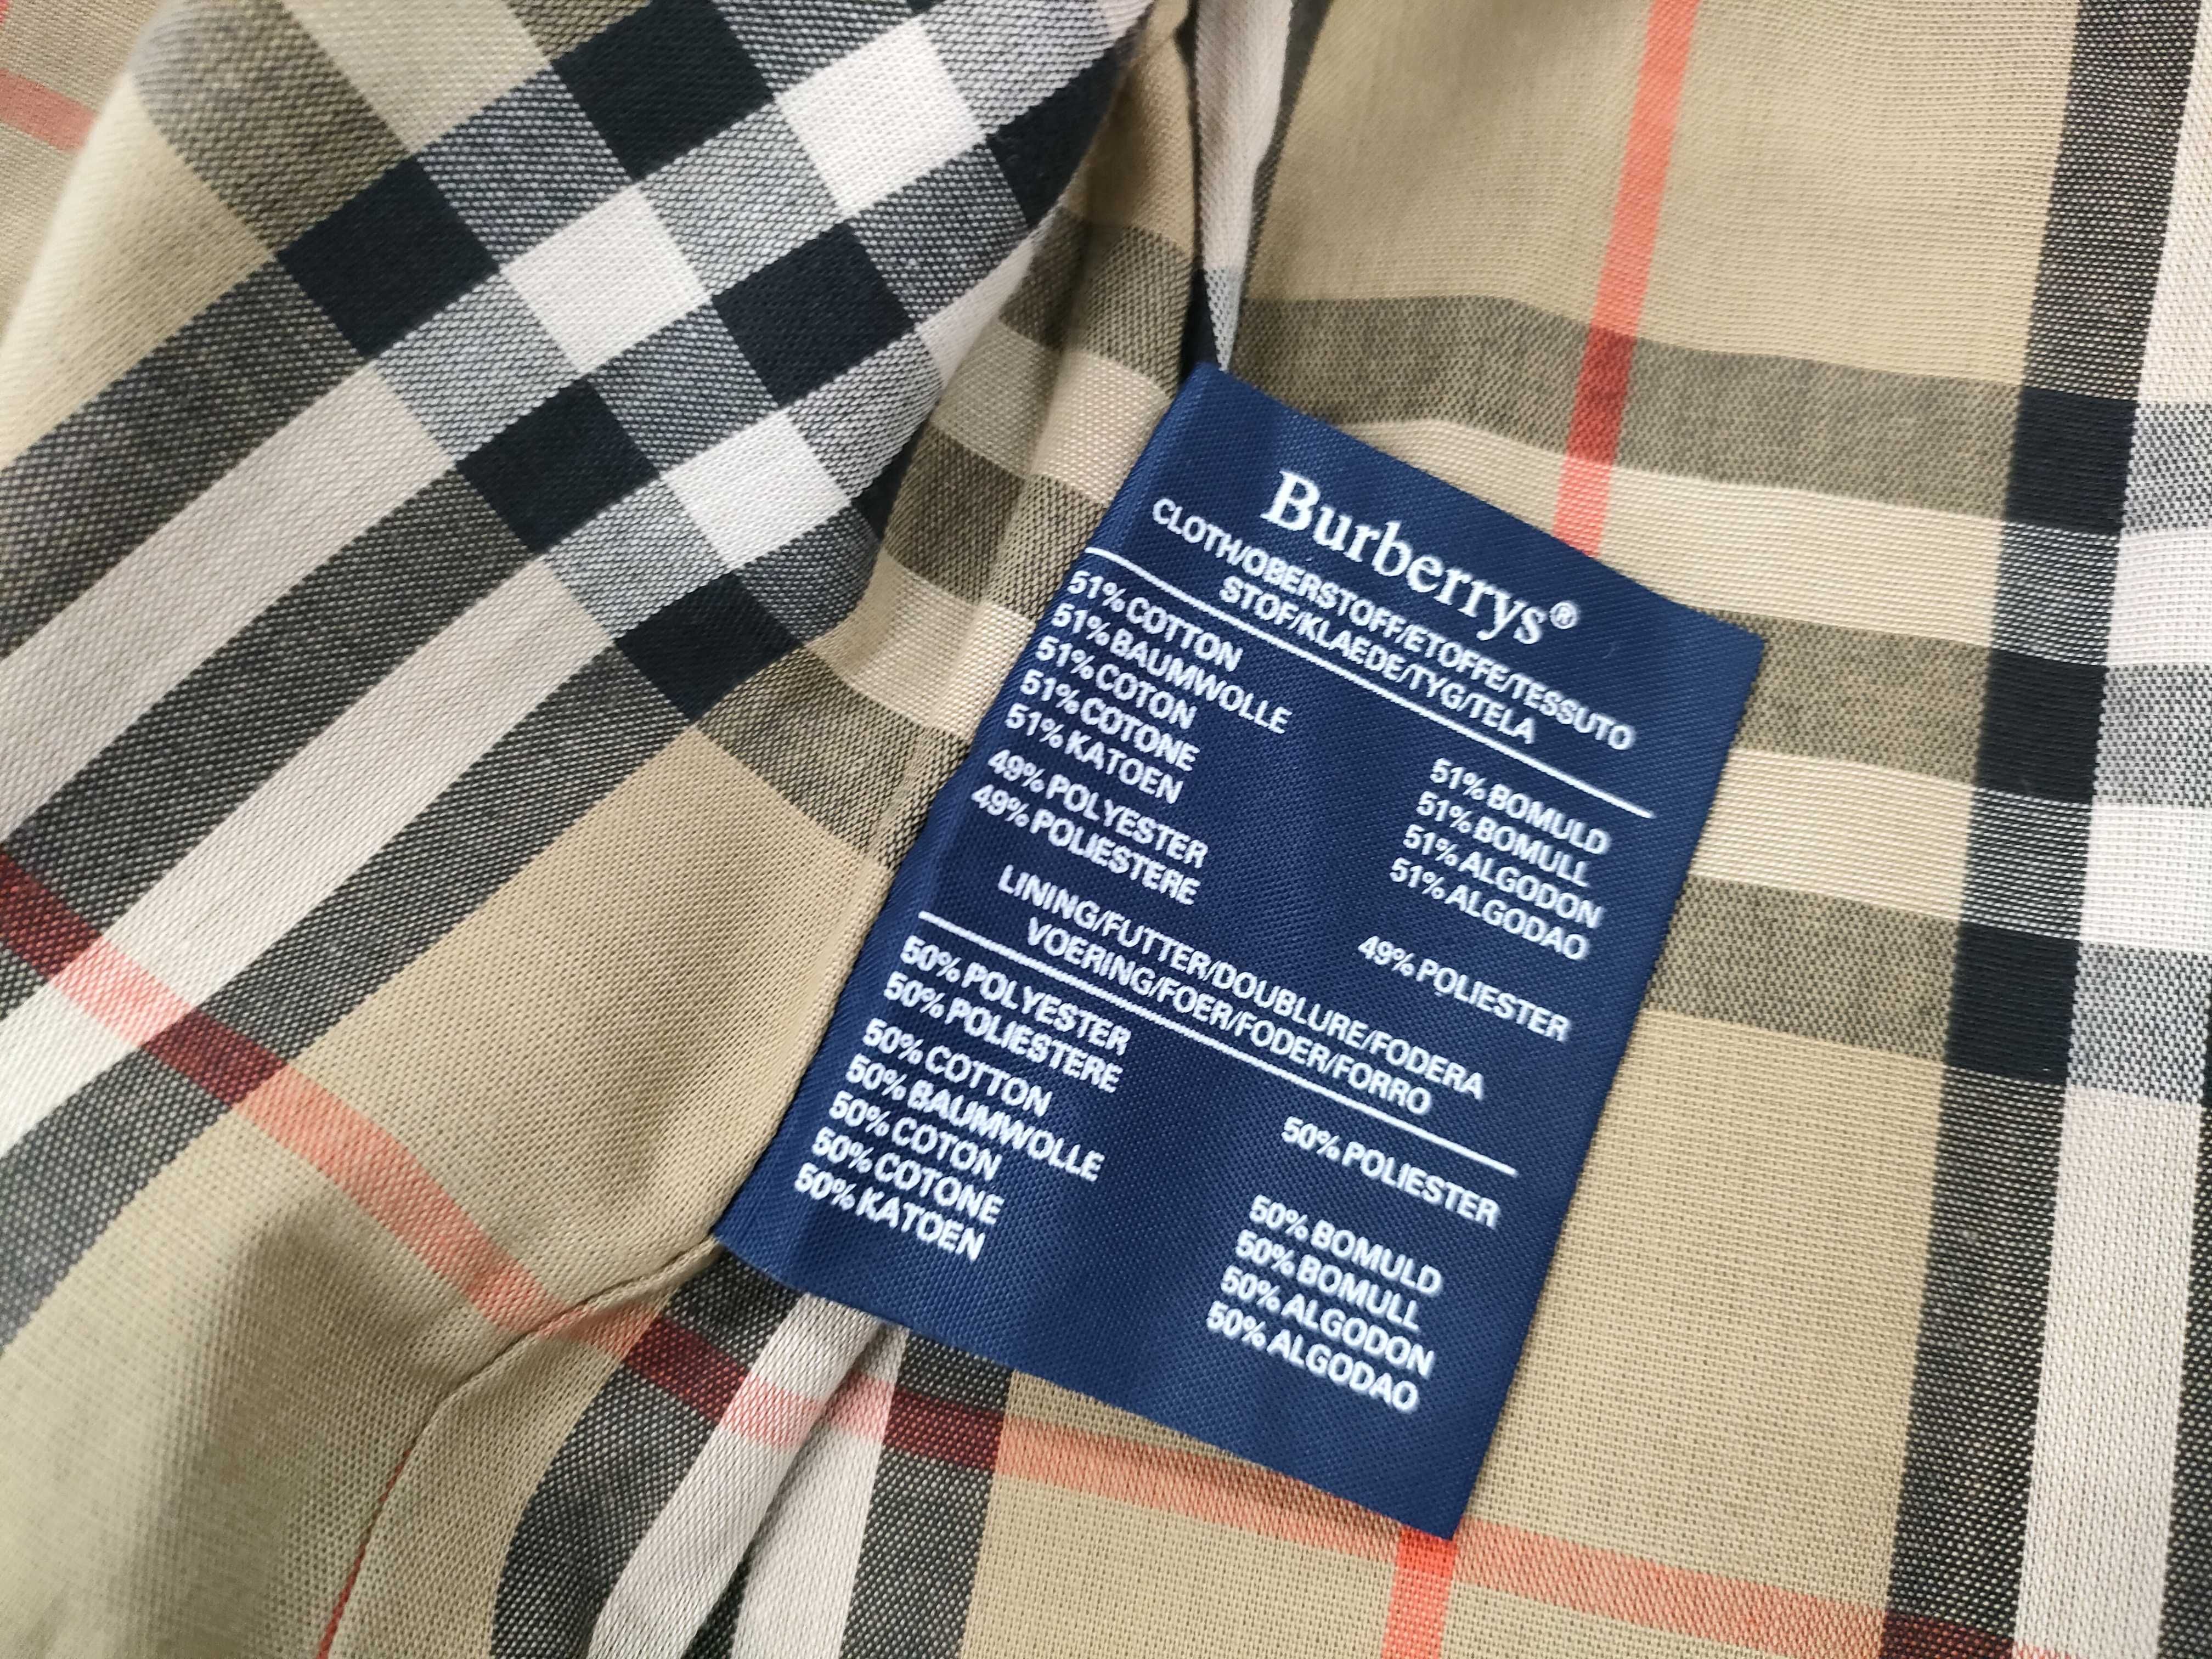 Burberrys®
CLOTH/OBERSTOFF/ETOFFE/TESSUTO
STOF/KLAEDE/TYG/TELA
51% COTTON
51% BAUMWOLLE
51% COTON
51% COTONE
51% KATOEN
51% BOMULD
51% BOMULL
51% ALGODON
51% ALGODAO
49% POLYESTER
49% POLIESTERE
49% POLIESTER
LINING/FUTTER/DOUBLURE/FODERA
VOERING/FOER/FODER/FORRO
50% POLYESTER
50% POLIESTERE
50% POLIESTER
50% COTTON
50% BAUMWOLLE
50% COTON
50% COTONE
50% KATOEN
50% BOMULD
50% BOMULL
50% ALGODON
50% ALGODAO